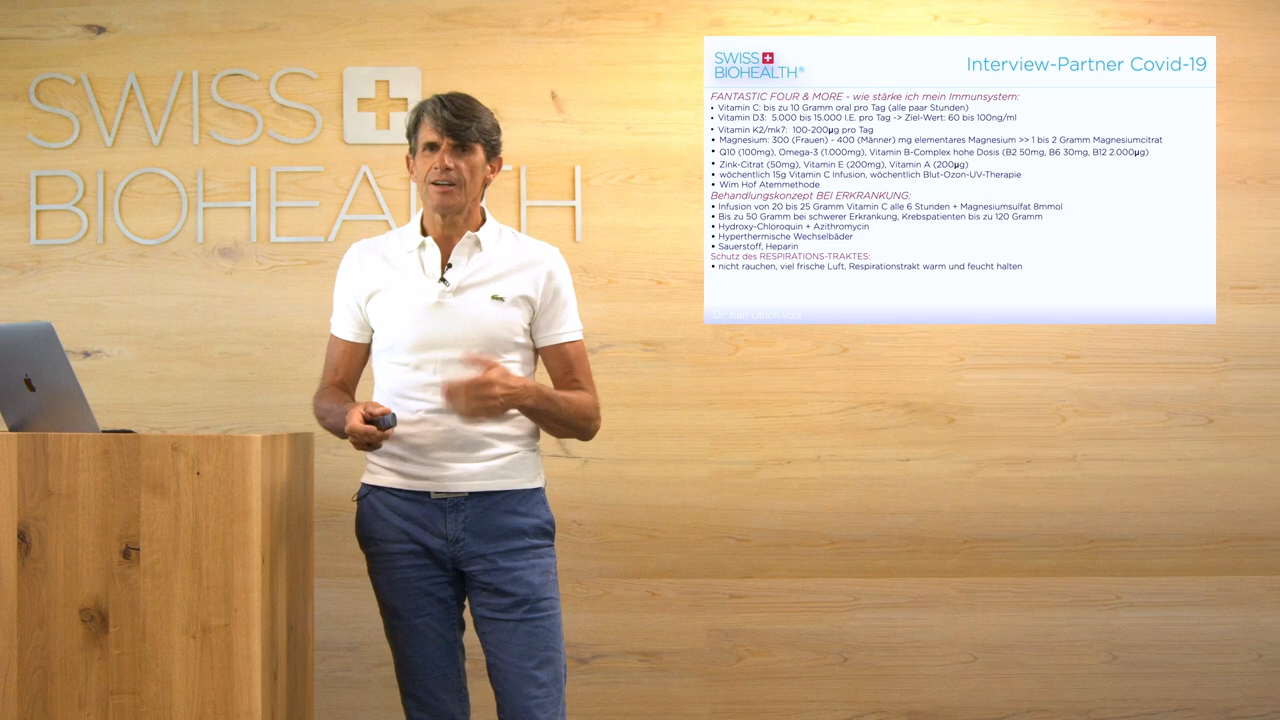 SWISS
BIOHEALTH
SWISS
BIOHEALTH®
Interview-Partner Covid-19
FANTASTIC FOUR & MORE - wie stärke ich mein Immunsystem:
• Vitamin C: bis zu 10 Gramm oral pro Tag (alle paar Stunden)
• Vitamin D3: 5.000 bis 15.000 I.E. pro Tag -> Ziel-Wert: 60 bis 100ng/ml
• Vitamin K2/mk7: 100-200µg pro Tag
• Magnesium: 300 (Frauen) - 400 (Männer) mg elementares Magnesium >> 1 bis 2 Gramm Magnesiumcitrat
• Q10 (100mg), Omega-3 (1.000mg), Vitamin B-Complex hohe Dosis (B2 50mg, B6 30mg, B12 2.000µg)
• Zink-Citrat (50mg), Vitamin E (200mg), Vitamin A (200µg)
• wöchentlich 15g Vitamin C Infusion, wöchentlich Blut-Ozon-UV-Therapie
• Wim Hof Atemmethode
Behandlungskonzept BEI ERKRANKUNG:
• Infusion von 20 bis 25 Gramm Vitamin C alle 6 Stunden + Magnesiumsulfat 8mmol
• Bis zu 50 Gramm bei schwerer Erkrankung, Krebspatienten bis zu 120 Gramm
• Hydroxy-Chloroquin + Azithromycin
• Hyperthermische Wechselbäder
• Sauerstoff, Heparin
Schutz des RESPIRATIONS-TRAKTES:
• nicht rauchen, viel frische Luft, Respirationstrakt warm und feucht halten
Dr. Karl Ulrich Volz